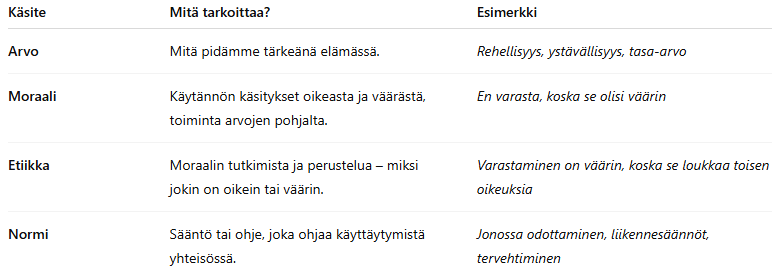 Käsite Mitä tarkoittaa? Esimerkki
Arvo Mitä pidämme tärkeänä elämässä. Rehellisyys, ystävällisyys, tasa-arvo
Moraali Käytännön käsitykset oikeasta ja väärästä, En varasta, koska se olisi väärin
toiminta arvojen pohjalta.
Etiikka Moraalin tutkimista ja perustelua – miksi Varastaminen on väärin, koska se loukkaa toisen
jokin on oikein tai väärin. oikeuksia
Normi Sääntö tai ohje, joka ohjaa käyttäytymistä Jonossa odottaminen, liikennesäännöt,
yhteisössä. tervehtiminen